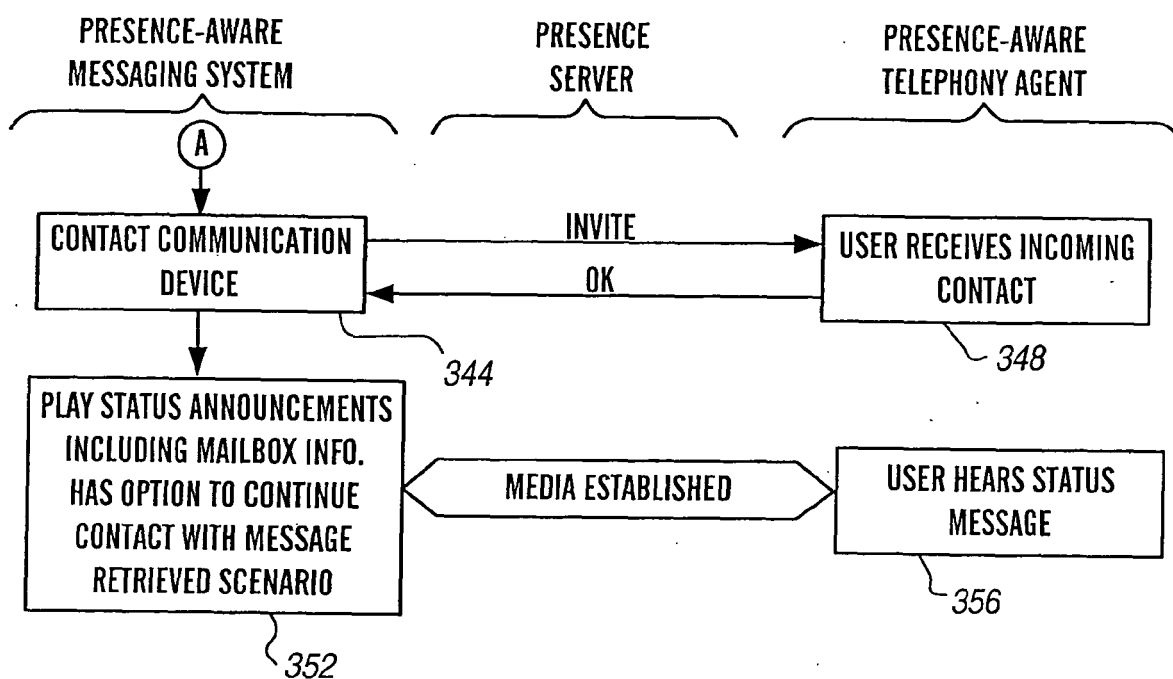 PRESENCE-AWARE
MESSAGING SYSTEM
PRESENCE
SERVER
PRESENCE-AWARE
TELEPHONY AGENT
A
CONTACT COMMUNICATION
DEVICE
344
INVITE
OK
USER RECEIVES INCOMING
CONTACT
348
PLAY STATUS ANNOUNCEMENTS
INCLUDING MAILBOX INFO.
HAS OPTION TO CONTINUE
CONTACT WITH MESSAGE
RETRIEVED SCENARIO
352
MEDIA ESTABLISHED
USER HEARS STATUS
MESSAGE
356